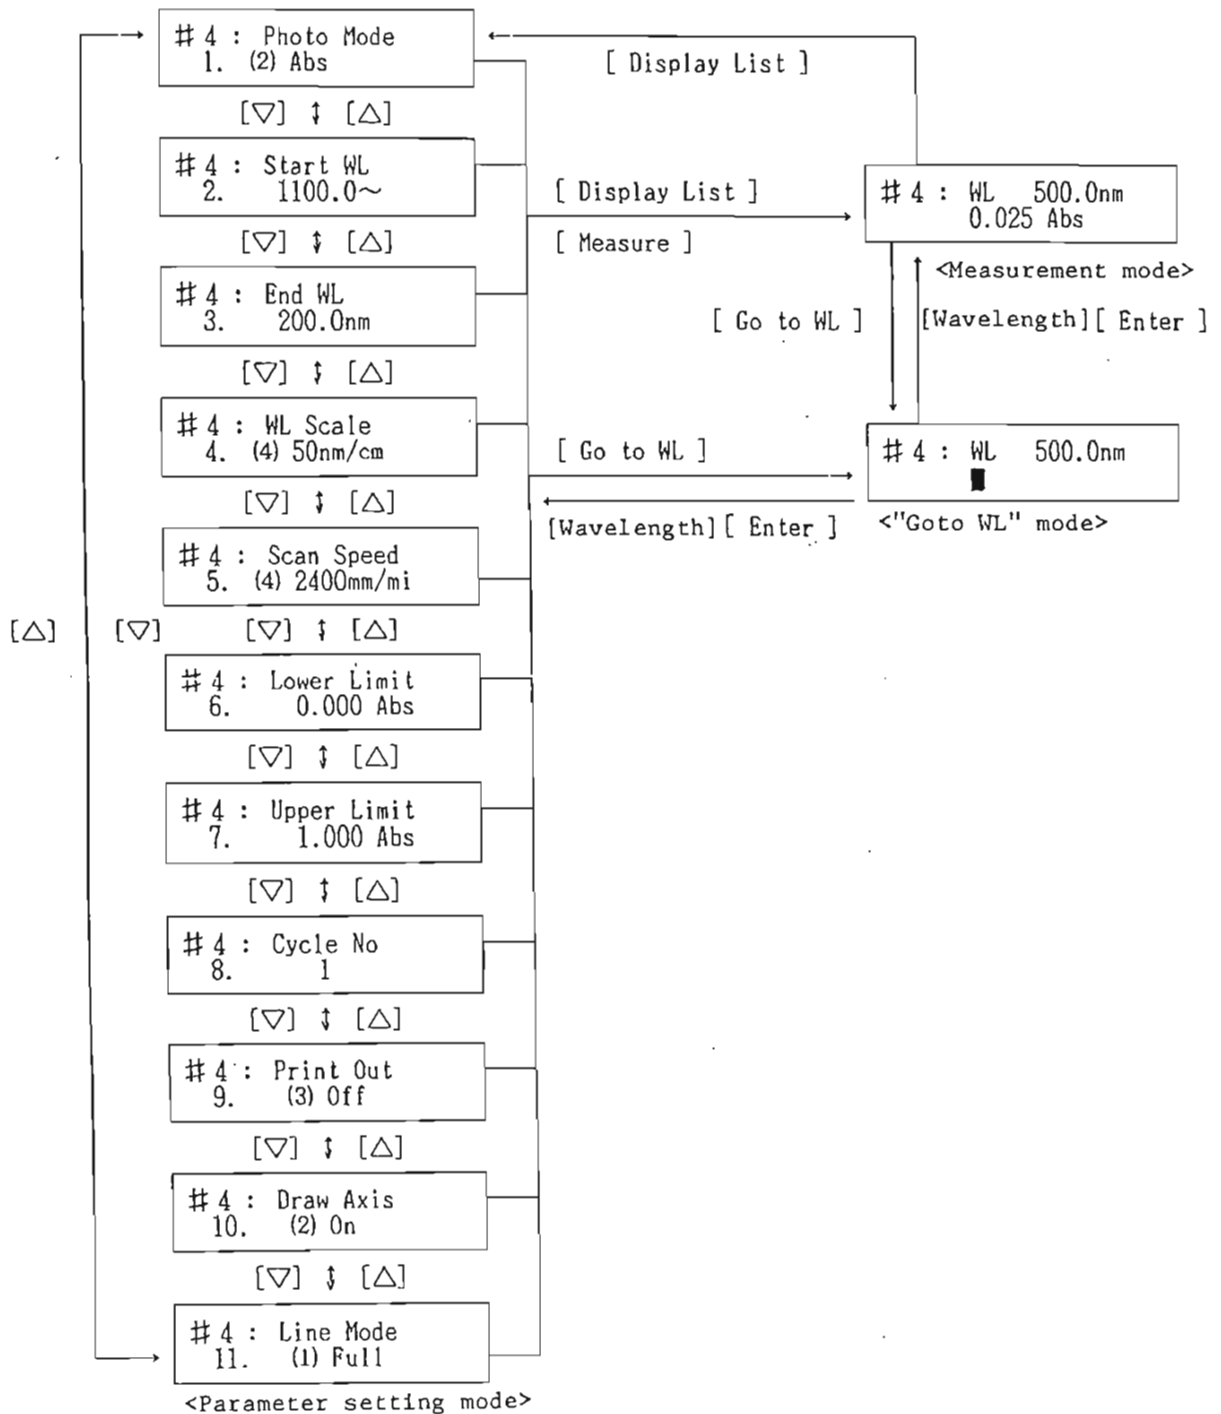 # 4 : Photo Mode
1. (2) Abs
[ Display List ]
[▽] ↕ [△]
# 4 : Start WL
2. 1100.0~
[ Display List ]
[ Measure ]
# 4 : WL 500.0nm
0.025 Abs
<Measurement mode>
[▽] ↕ [△]
# 4 : End WL
3. 200.0nm
[ Go to WL ]
[Wavelength][ Enter ]
[▽] ↕ [△]
# 4 : WL Scale
4. (4) 50nm/cm
[ Go to WL ]
# 4 : WL 500.0nm
[Wavelength][ Enter ]
<"Goto WL" mode>
[▽] ↕ [△]
# 4 : Scan Speed
5. (4) 2400mm/mi
[△] [▽] [▽] ↕ [△]
# 4 : Lower Limit
6. 0.000 Abs
[▽] ↕ [△]
# 4 : Upper Limit
7. 1.000 Abs
[▽] ↕ [△]
# 4 : Cycle No
8. 1
[▽] ↕ [△]
# 4 : Print Out
9. (3) Off
[▽] ↕ [△]
# 4 : Draw Axis
10. (2) On
[▽] ↕ [△]
# 4 : Line Mode
11. (1) Full
<Parameter setting mode>